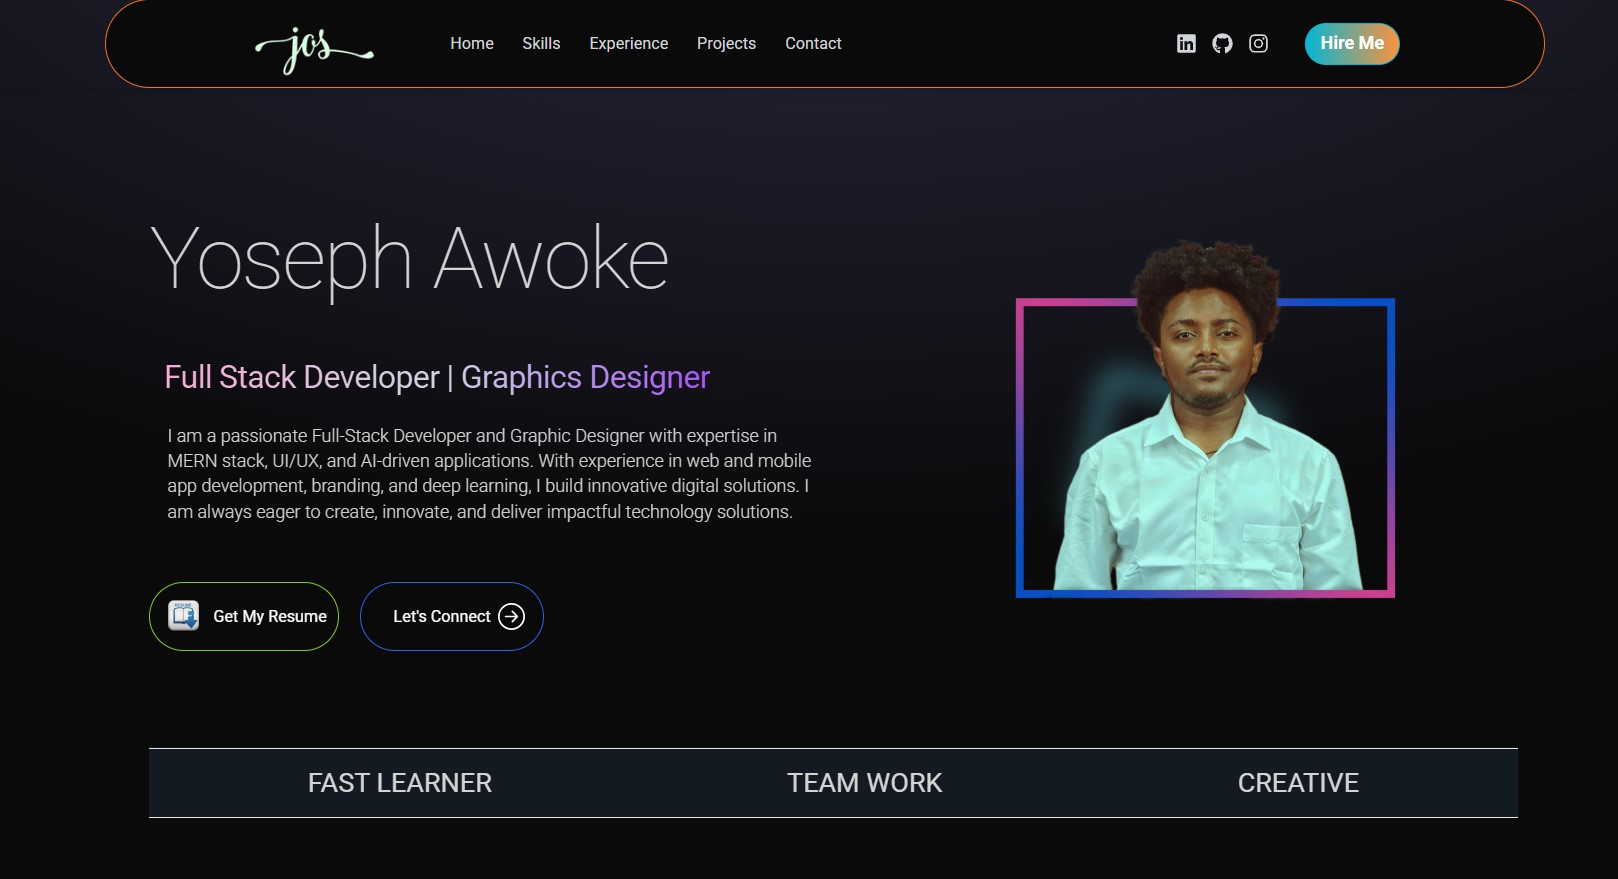 jos
Home Skills Experience Projects Contact
Hire Me
Yoseph Awoke
Full Stack Developer | Graphics Designer
I am a passionate Full-Stack Developer and Graphic Designer with expertise in
MERN stack, UI/UX, and AI-driven applications. With experience in web and mobile
app development, branding, and deep learning, I build innovative digital solutions. I
am always eager to create, innovate, and deliver impactful technology solutions.
Get My Resume
Let's Connect
FAST LEARNER TEAM WORK CREATIVE